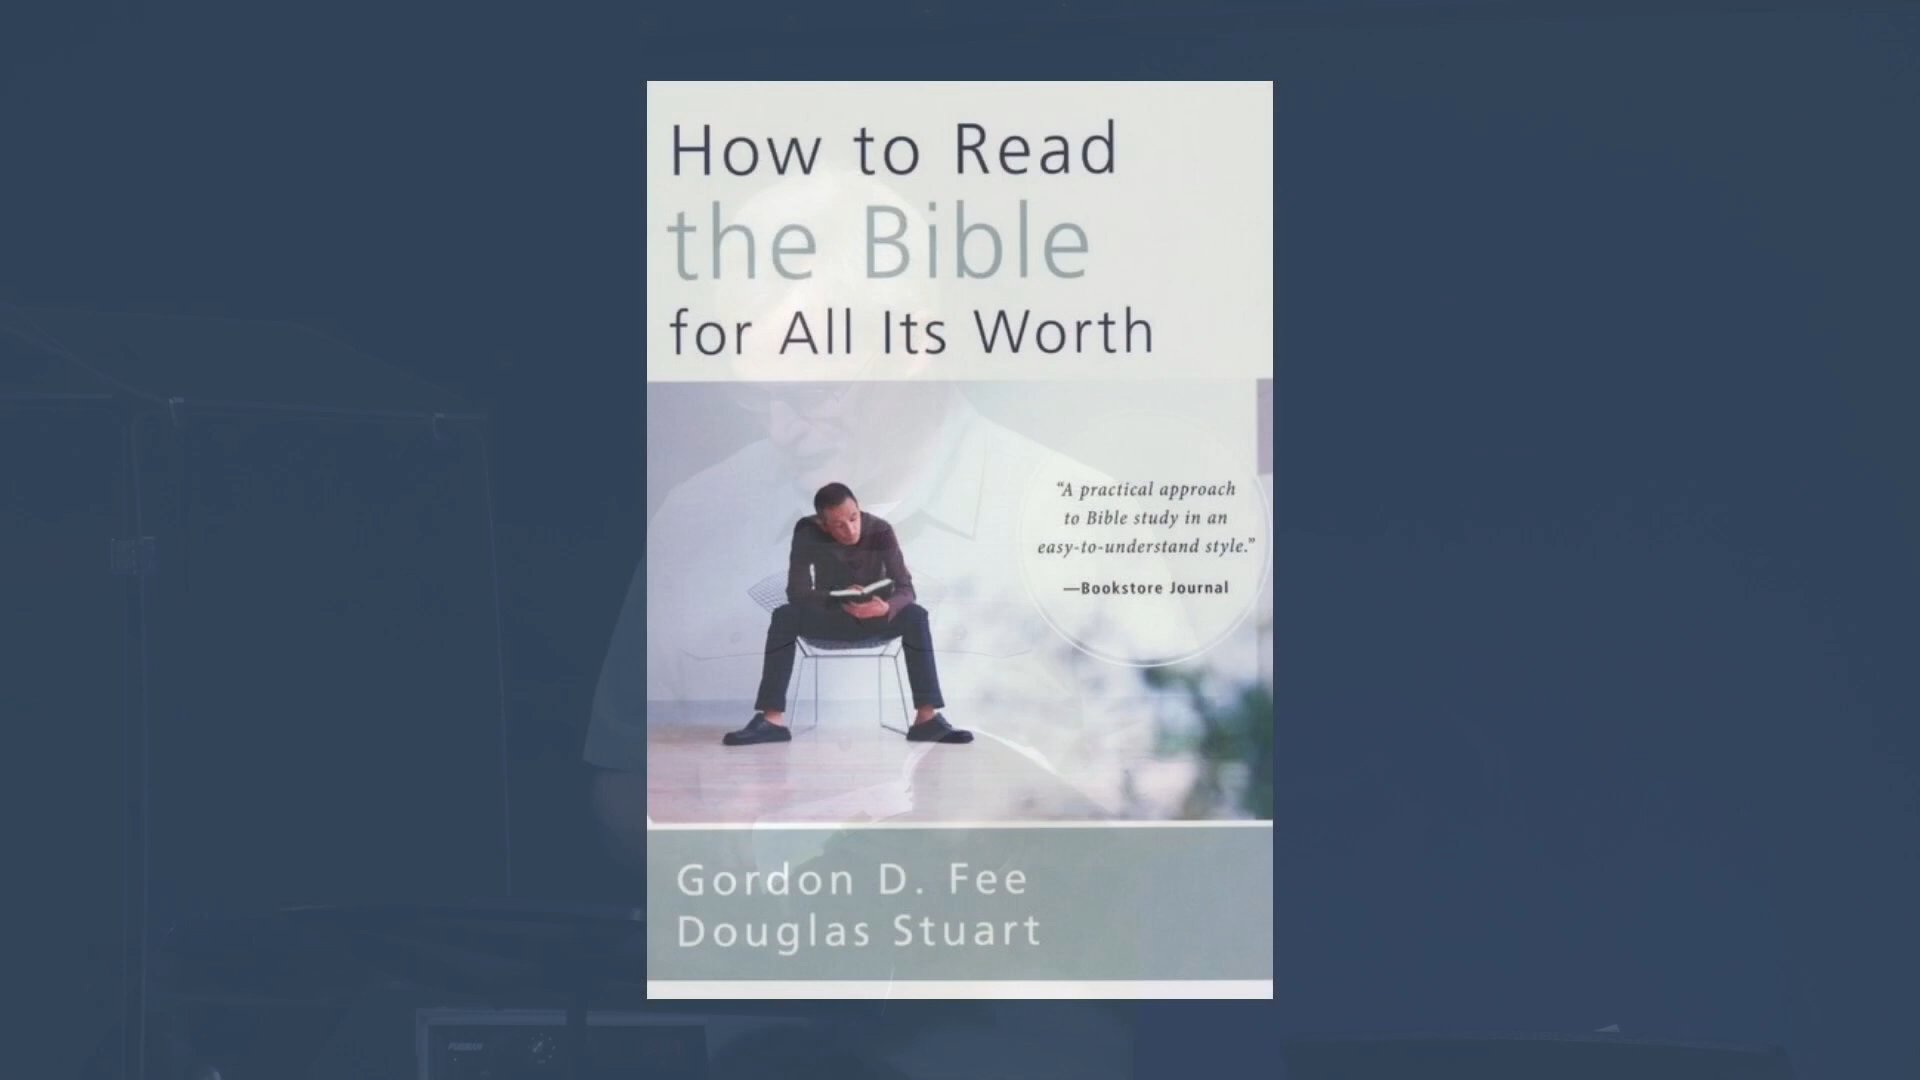 How to Read
the Bible
for All Its Worth
“A practical approach
to Bible study in an
easy-to-understand style.”
—Bookstore Journal
Gordon D. Fee
Douglas Stuart
FURMAN